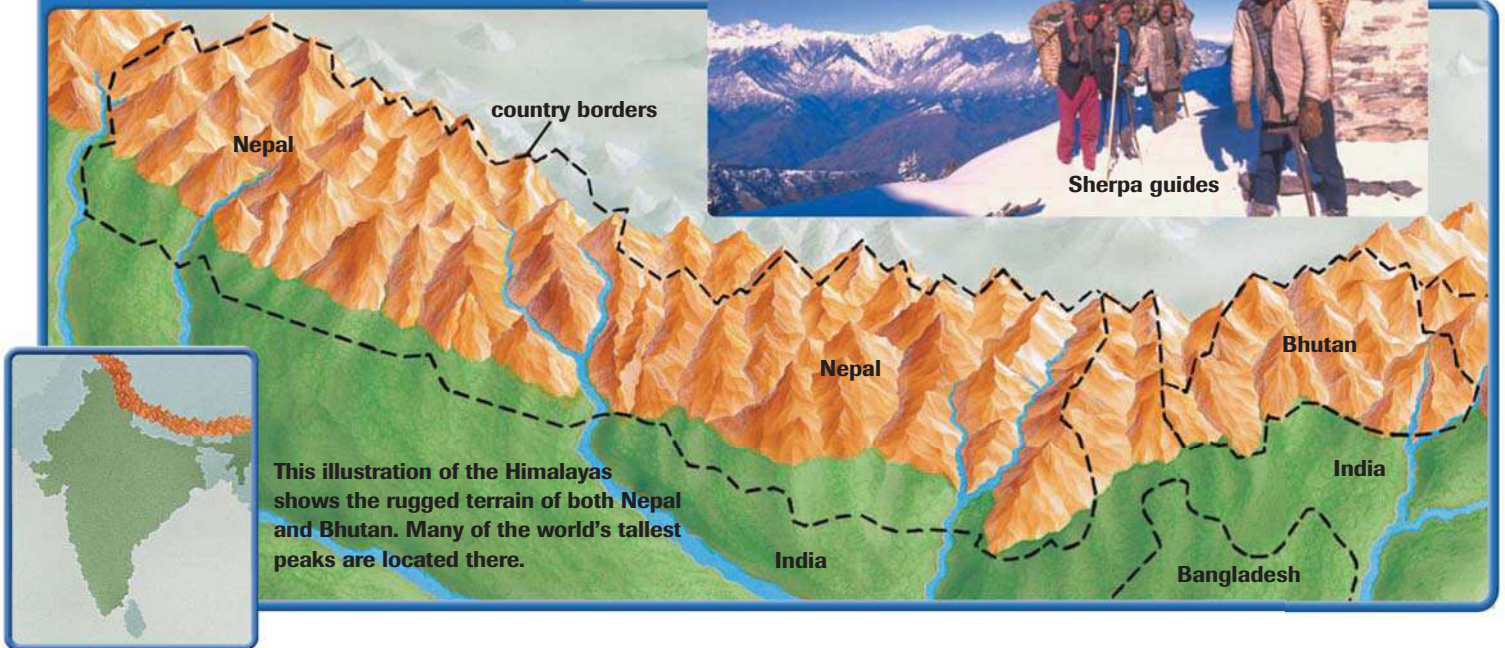 country borders
Nepal
Sherpa guides
Nepal
Bhutan
India
This illustration of the Himalayas
shows the rugged terrain of both Nepal
and Bhutan. Many of the world's tallest
peaks are located there.
India
Bangladesh